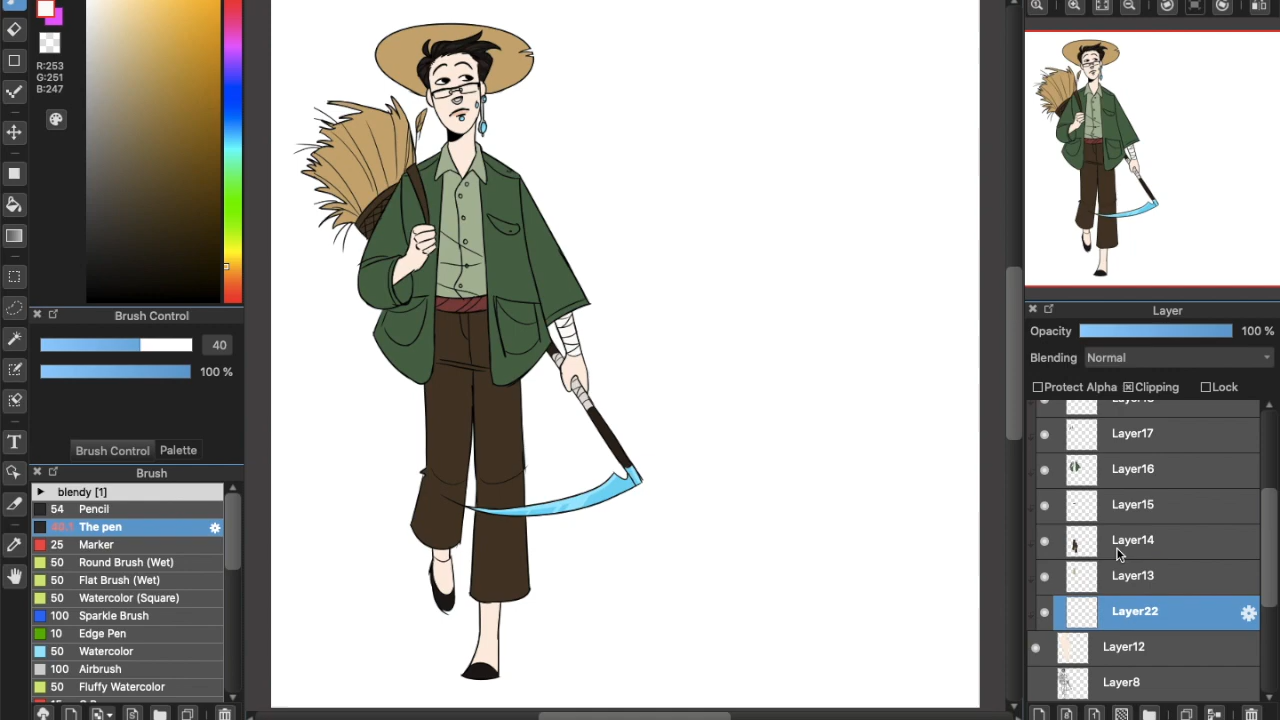 R:253
G:251
B:247
Brush Control
40
100 %
Brush Control Palette
Brush
blendy [1]
54 Pencil
The pen
25 Marker
50 Round Brush (Wet)
50 Flat Brush (Wet)
50 Watercolor (Square)
100 Sparkle Brush
10 Edge Pen
50 Watercolor
100 Airbrush
50 Fluffy Watercolor
Layer
Opacity 100 %
Blending Normal
Protect Alpha Clipping Lock
Layer17
Layer16
Layer15
Layer14
Layer13
Layer22
Layer12
Layer8